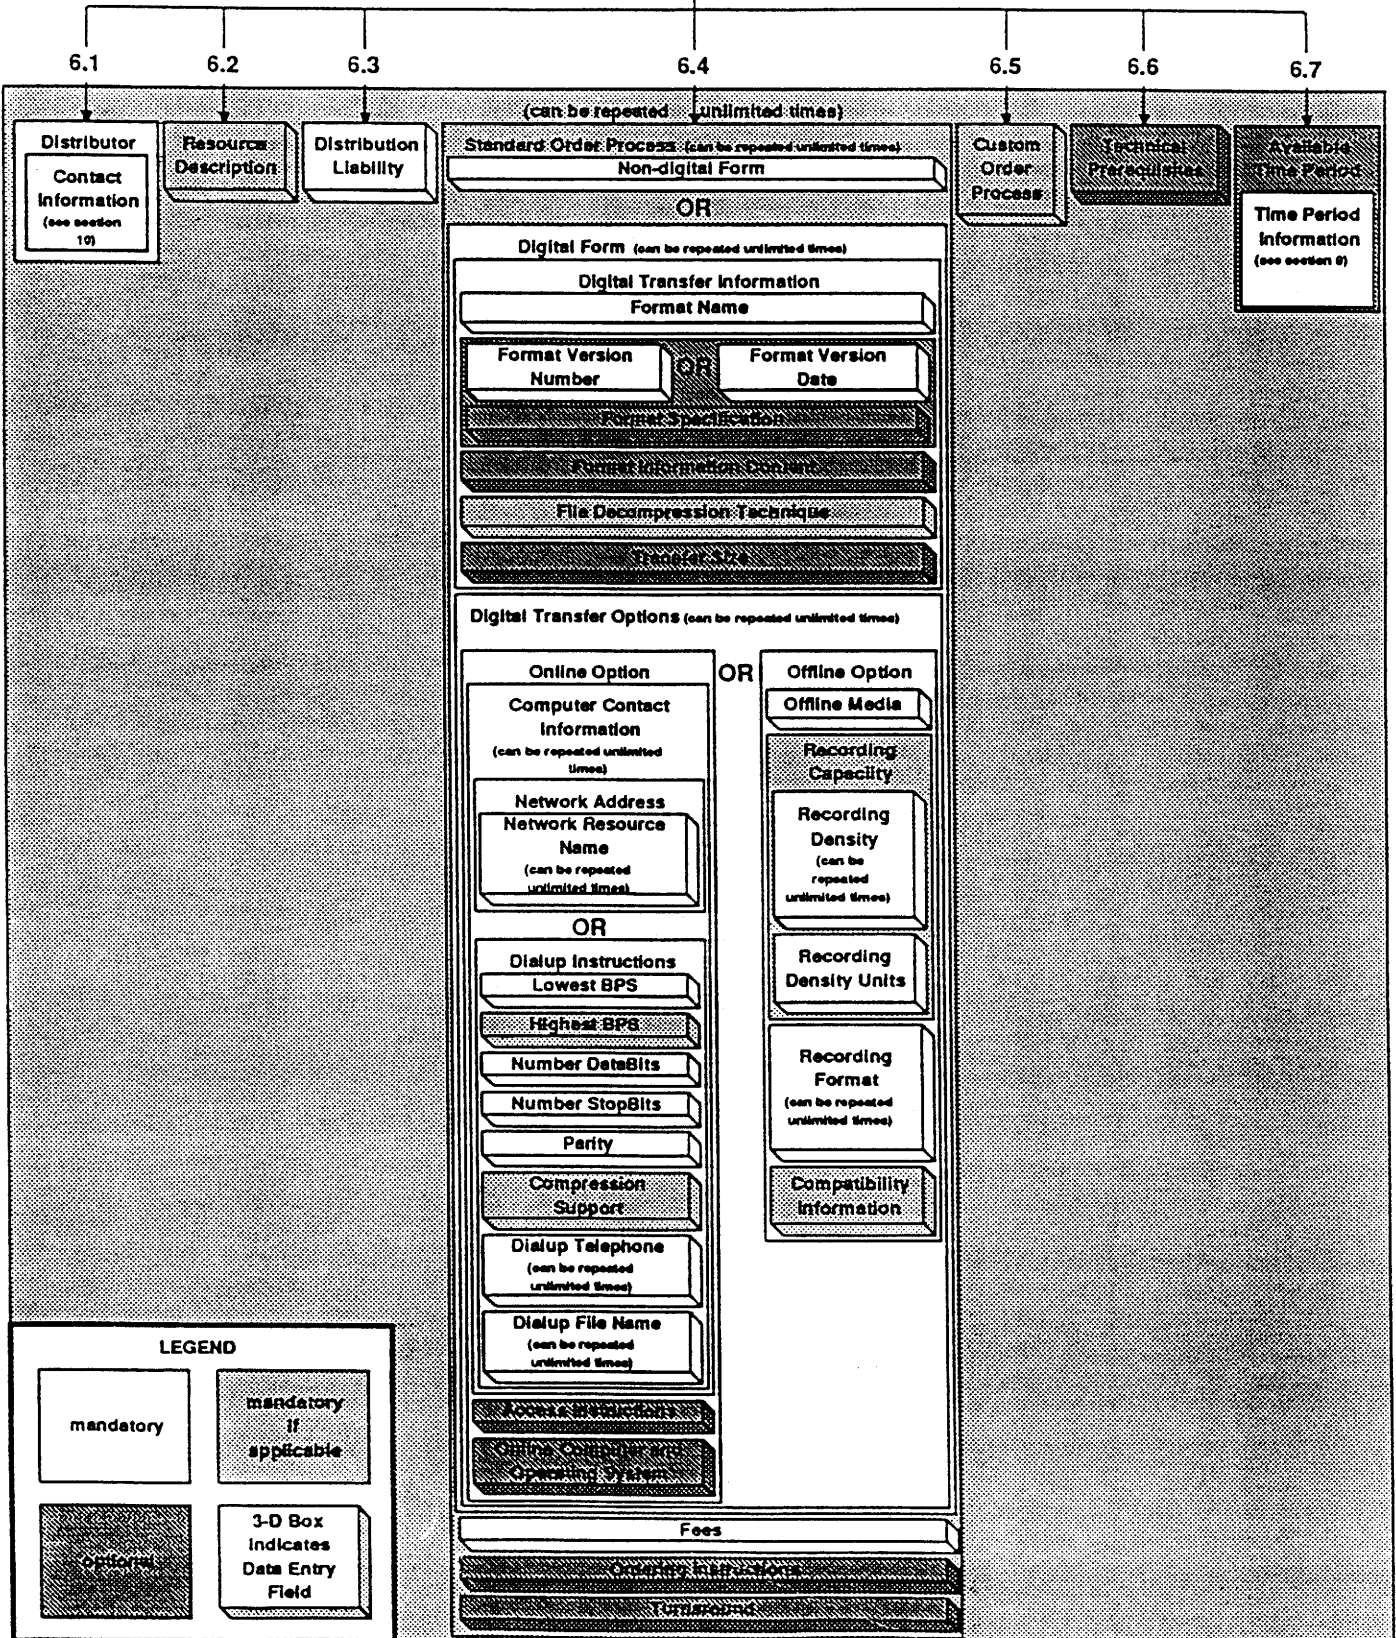 6.1 6.2 6.3 6.4 6.5 6.6 6.7
(can be repeated unlimited times)
Distributor
Contact
Information
(see section
10)
Resource
Description
Distribution
Liability
Standard Order Process (can be repeated unlimited times)
Non-digital Form
OR
Digital Form (can be repeated unlimited times)
Digital Transfer Information
Format Name
Format Version
Number
OR
Format Version
Date
Format Specification
Format Information Content
File Decompression Technique
Transfer Size
Digital Transfer Options (can be repeated unlimited times)
Online Option
Computer Contact
Information
(can be repeated unlimited
times)
Network Address
Network Resource
Name
(can be repeated
unlimited times)
OR
Dialup Instructions
Lowest BPS
Highest BPS
Number DataBits
Number StopBits
Parity
Compression
Support
Dialup Telephone
(can be repeated
unlimited times)
Dialup File Name
(can be repeated
unlimited times)
Access Instructions
Online Computer and
Operating System
OR
Offline Option
Offline Media
Recording
Capacity
Recording
Density
(can be
repeated
unlimited times)
Recording
Density Units
Recording
Format
(can be repeated
unlimited times)
Compatibility
Information
Fees
Ordering Instructions
Turnaround
Custom
Order
Process
Technical
Prerequisites
Available
Time Period
Time Period
Information
(see section 9)
LEGEND
mandatory
mandatory
if
applicable
optional
3-D Box
Indicates
Data Entry
Field